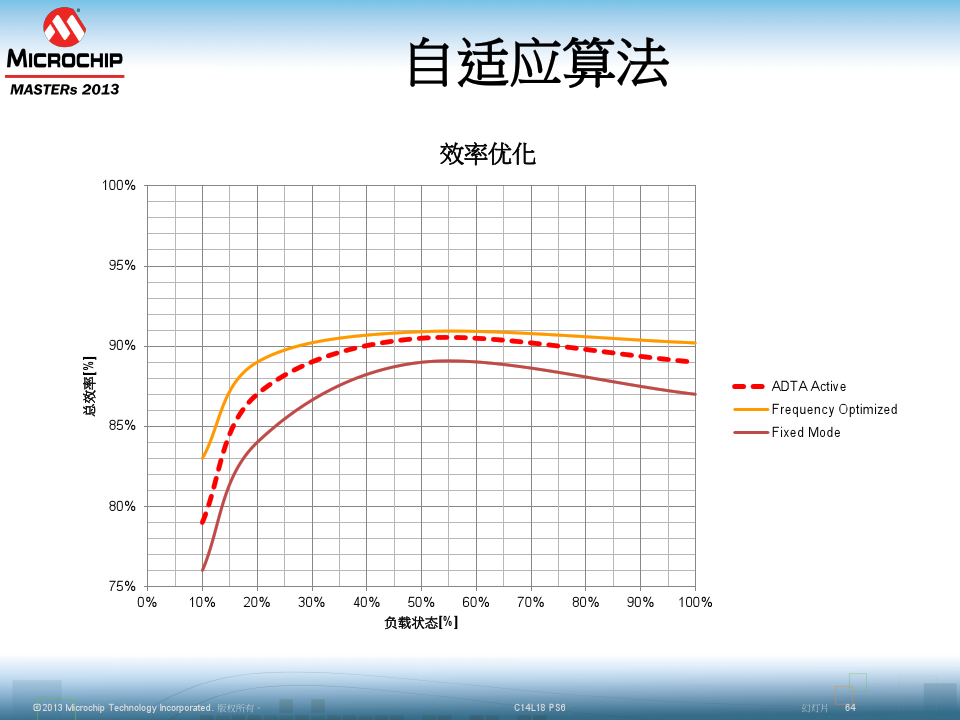 MICROCHIP
MASTERs 2013
自适应算法
效率优化
100%
95%
90%
85%
80%
75%
总效率[%]
0% 10% 20% 30% 40% 50% 60% 70% 80% 90% 100%
负载状态[%]
ADTA Active
Frequency Optimized
Fixed Mode
©2013 Microchip Technology Incorporated. 版权所有。 C14L18 PS6 幻灯片 64